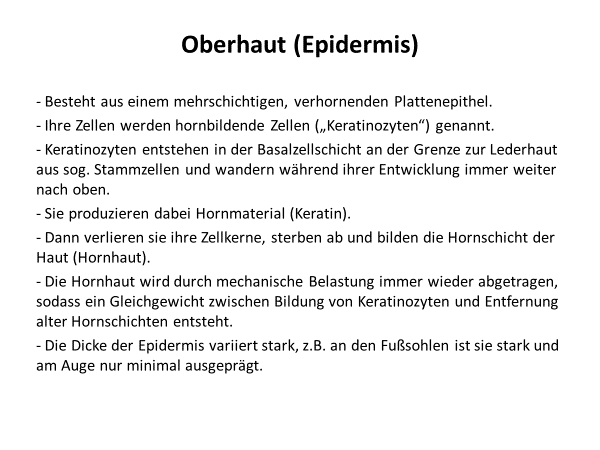 Oberhaut (Epidermis)
- Besteht aus einem mehrschichtigen, verhornenden Plattenepithel.
- Ihre Zellen werden hornbildende Zellen („Keratinozyten“) genannt.
- Keratinozyten entstehen in der Basalzellschicht an der Grenze zur Lederhaut
aus sog. Stammzellen und wandern während ihrer Entwicklung immer weiter
nach oben.
- Sie produzieren dabei Hornmaterial (Keratin).
- Dann verlieren sie ihre Zellkerne, sterben ab und bilden die Hornschicht der
Haut (Hornhaut).
- Die Hornhaut wird durch mechanische Belastung immer wieder abgetragen,
sodass ein Gleichgewicht zwischen Bildung von Keratinozyten und Entfernung
alter Hornschichten entsteht.
- Die Dicke der Epidermis variiert stark, z.B. an den Fußsohlen ist sie stark und
am Auge nur minimal ausgeprägt.